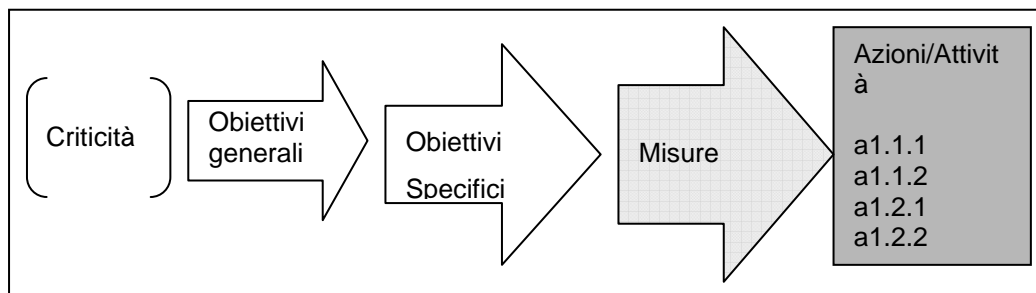 Criticità
Obiettivi
generali
Obiettivi
Specifici
Misure
Azioni/Attivit
à
a1.1.1
a1.1.2
a1.2.1
a1.2.2